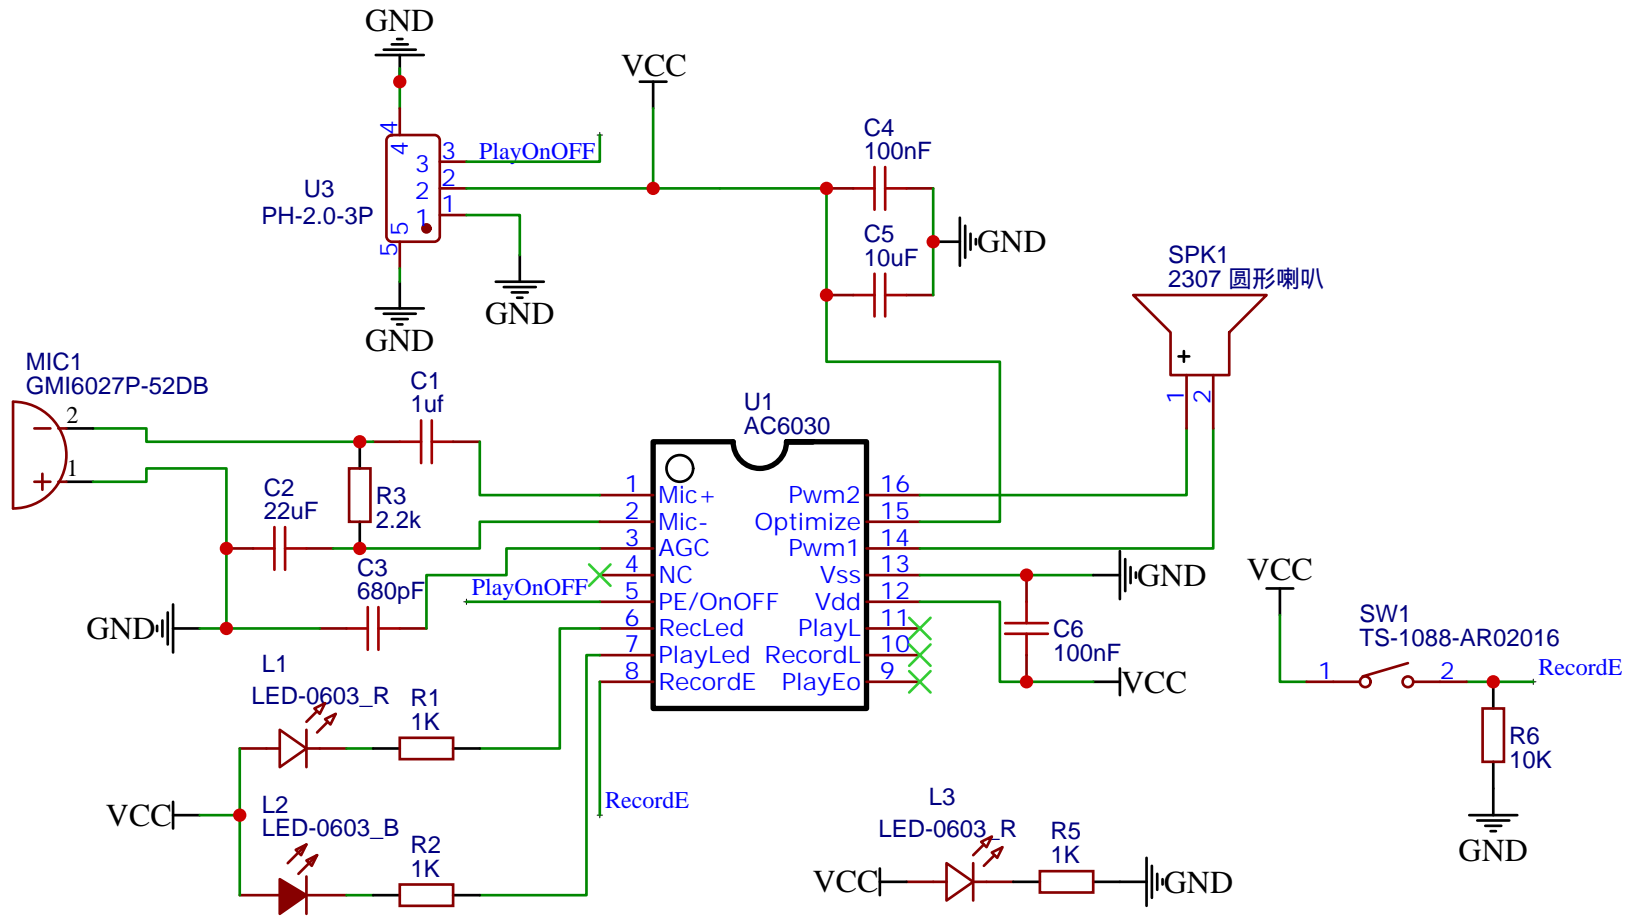 GND
VCC
4
4
3
3
PlayOnOFF
2
2
1
1
5
5
U3
PH-2.0-3P
GND
GND
C4
100nF
C5
10uF
GND
SPK1
2307 圆形喇叭
+
1
2
MIC1
GMI6027P-52DB
2
1
C1
1uf
C2
22uF
R3
2.2k
C3
680pF
GND
PlayOnOFF
U1
AC6030
1 Mic+
2 Mic-
3 AGC
4 NC
5 PE/OnOFF
6 RecLed
7 PlayLed
8 RecordE
Pwm2 16
Optimize 15
Pwm1 14
Vss 13
Vdd 12
PlayL 11
RecordL 10
PlayEo 9
GND
C6
100nF
VCC
VCC
SW1
TS-1088-AR02016
1
2
RecordE
R6
10K
GND
L1
LED-0603_R
R1
1K
VCC
L2
LED-0603_B
R2
1K
RecordE
L3
LED-0603_R
R5
1K
VCC
GND